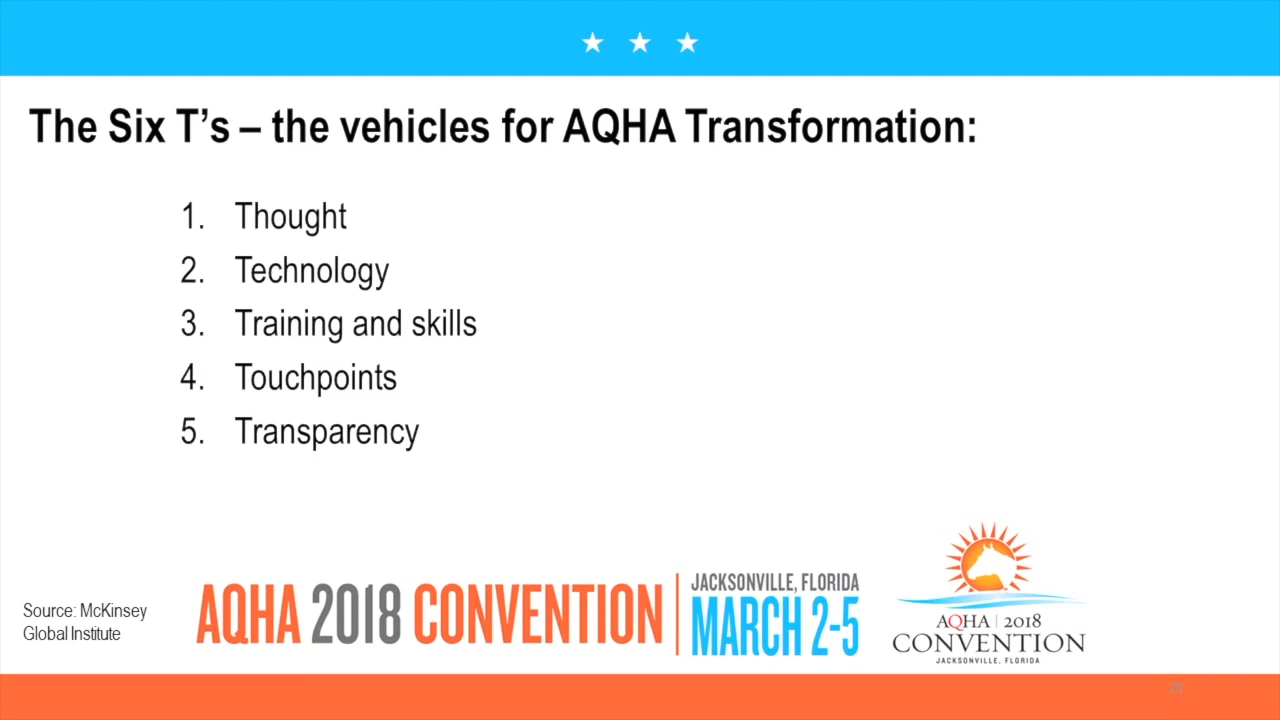 The Six T’s – the vehicles for AQHA Transformation:
1. Thought
2. Technology
3. Training and skills
4. Touchpoints
5. Transparency
Source: McKinsey
Global Institute
AQHA 2018 CONVENTION
JACKSONVILLE, FLORIDA
MARCH 2-5
AQHA | 2018
CONVENTION
JACKSONVILLE, FLORIDA